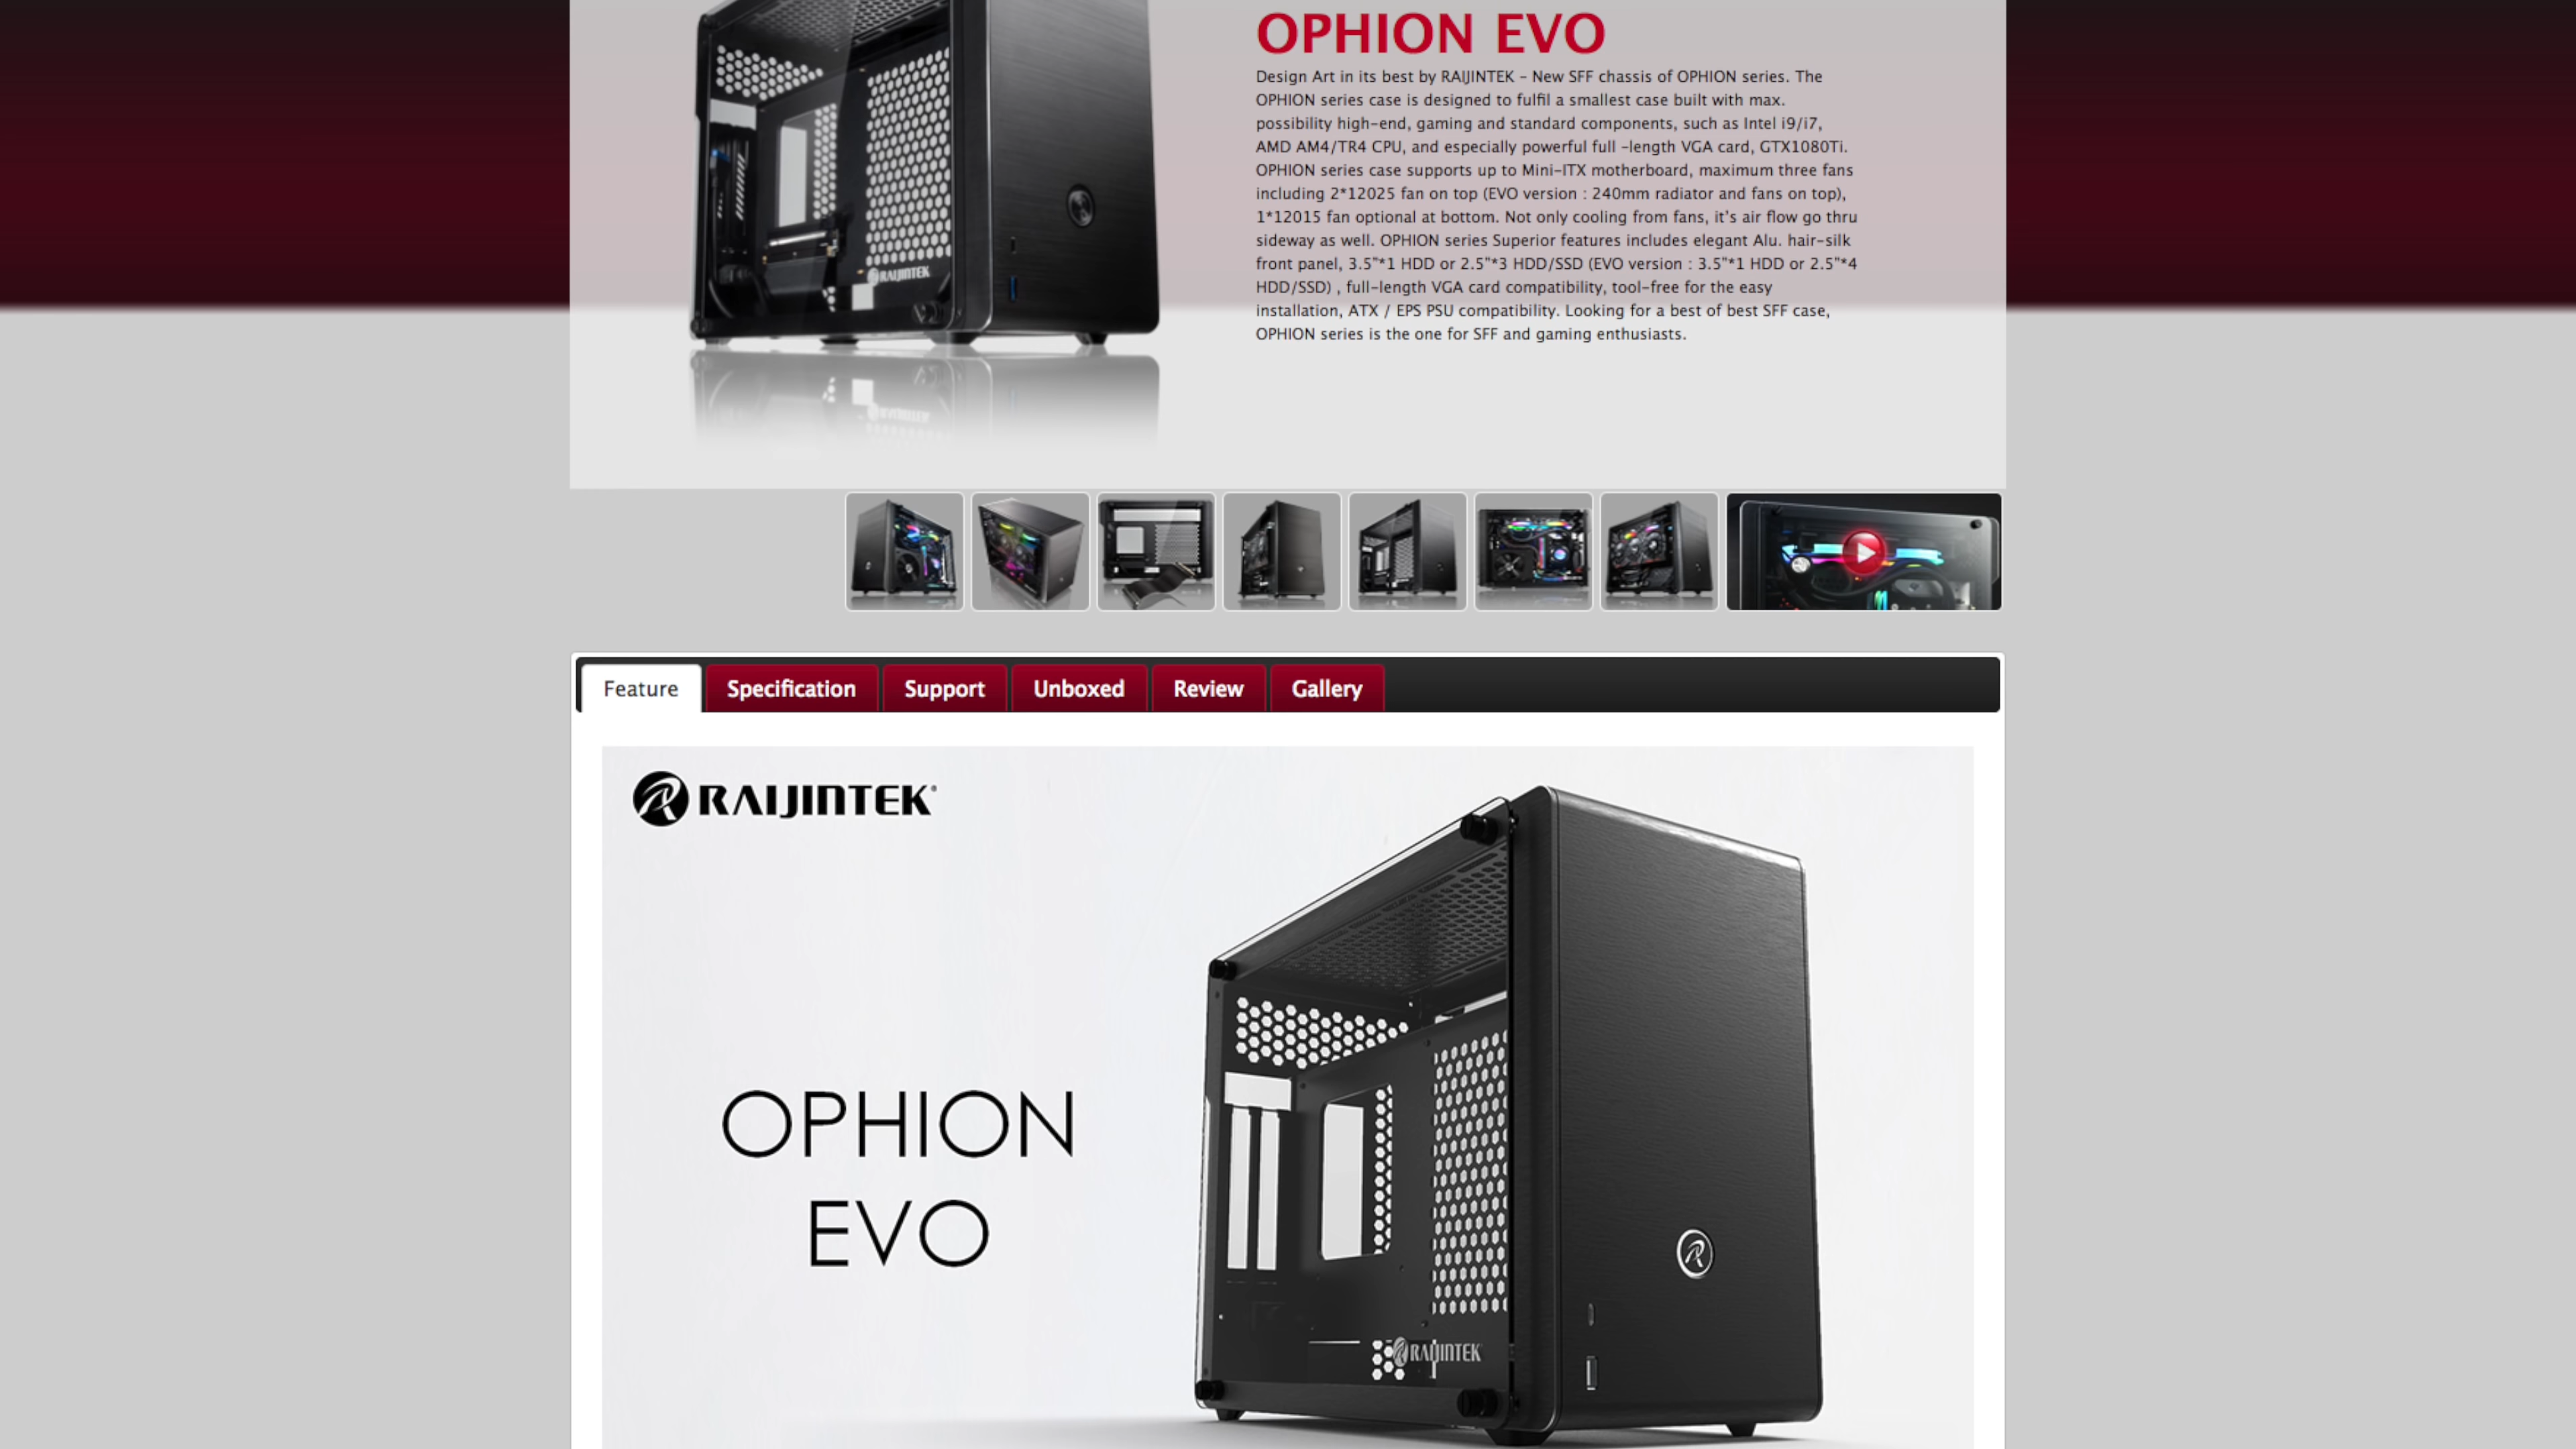 OPHION EVO
Design Art in its best by RAIJINTEK - New SFF chassis of OPHION series. The
OPHION series case is designed to fulfil a smallest case built with max.
possibility high-end, gaming and standard components, such as Intel i9/i7,
AMD AM4/TR4 CPU, and especially powerful full -length VGA card, GTX1080Ti.
OPHION series case supports up to Mini-ITX motherboard, maximum three fans
including 2*12025 fan on top (EVO version : 240mm radiator and fans on top),
1*12015 fan optional at bottom. Not only cooling from fans, it's air flow go thru
sideway as well. OPHION series Superior features includes elegant Alu. hair-silk
front panel, 3.5"*1 HDD or 2.5"*3 HDD/SSD (EVO version : 3.5"*1 HDD or 2.5"*4
HDD/SSD) , full-length VGA card compatibility, tool-free for the easy
installation, ATX / EPS PSU compatibility. Looking for a best of best SFF case,
OPHION series is the one for SFF and gaming enthusiasts.
RAIJINTEK
Feature Specification Support Unboxed Review Gallery
RAIJINTEK®
OPHION
EVO
RAIJINTEK